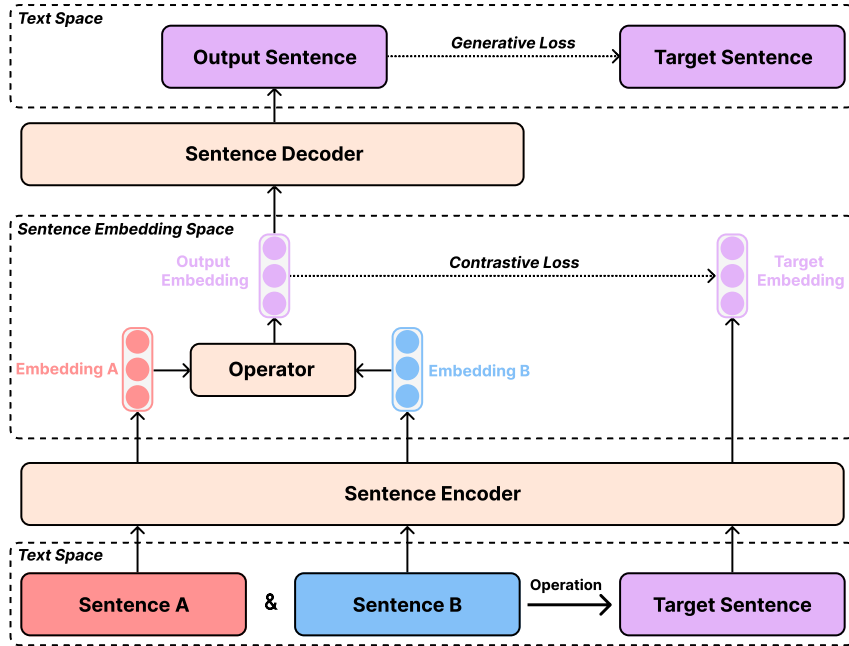 Text Space
Output Sentence
Generative Loss
Target Sentence
Sentence Decoder
Sentence Embedding Space
Output
Embedding
Contrastive Loss
Target
Embedding
Embedding A
Operator
Embedding B
Sentence Encoder
Text Space
Sentence A
&
Sentence B
Operation
Target Sentence